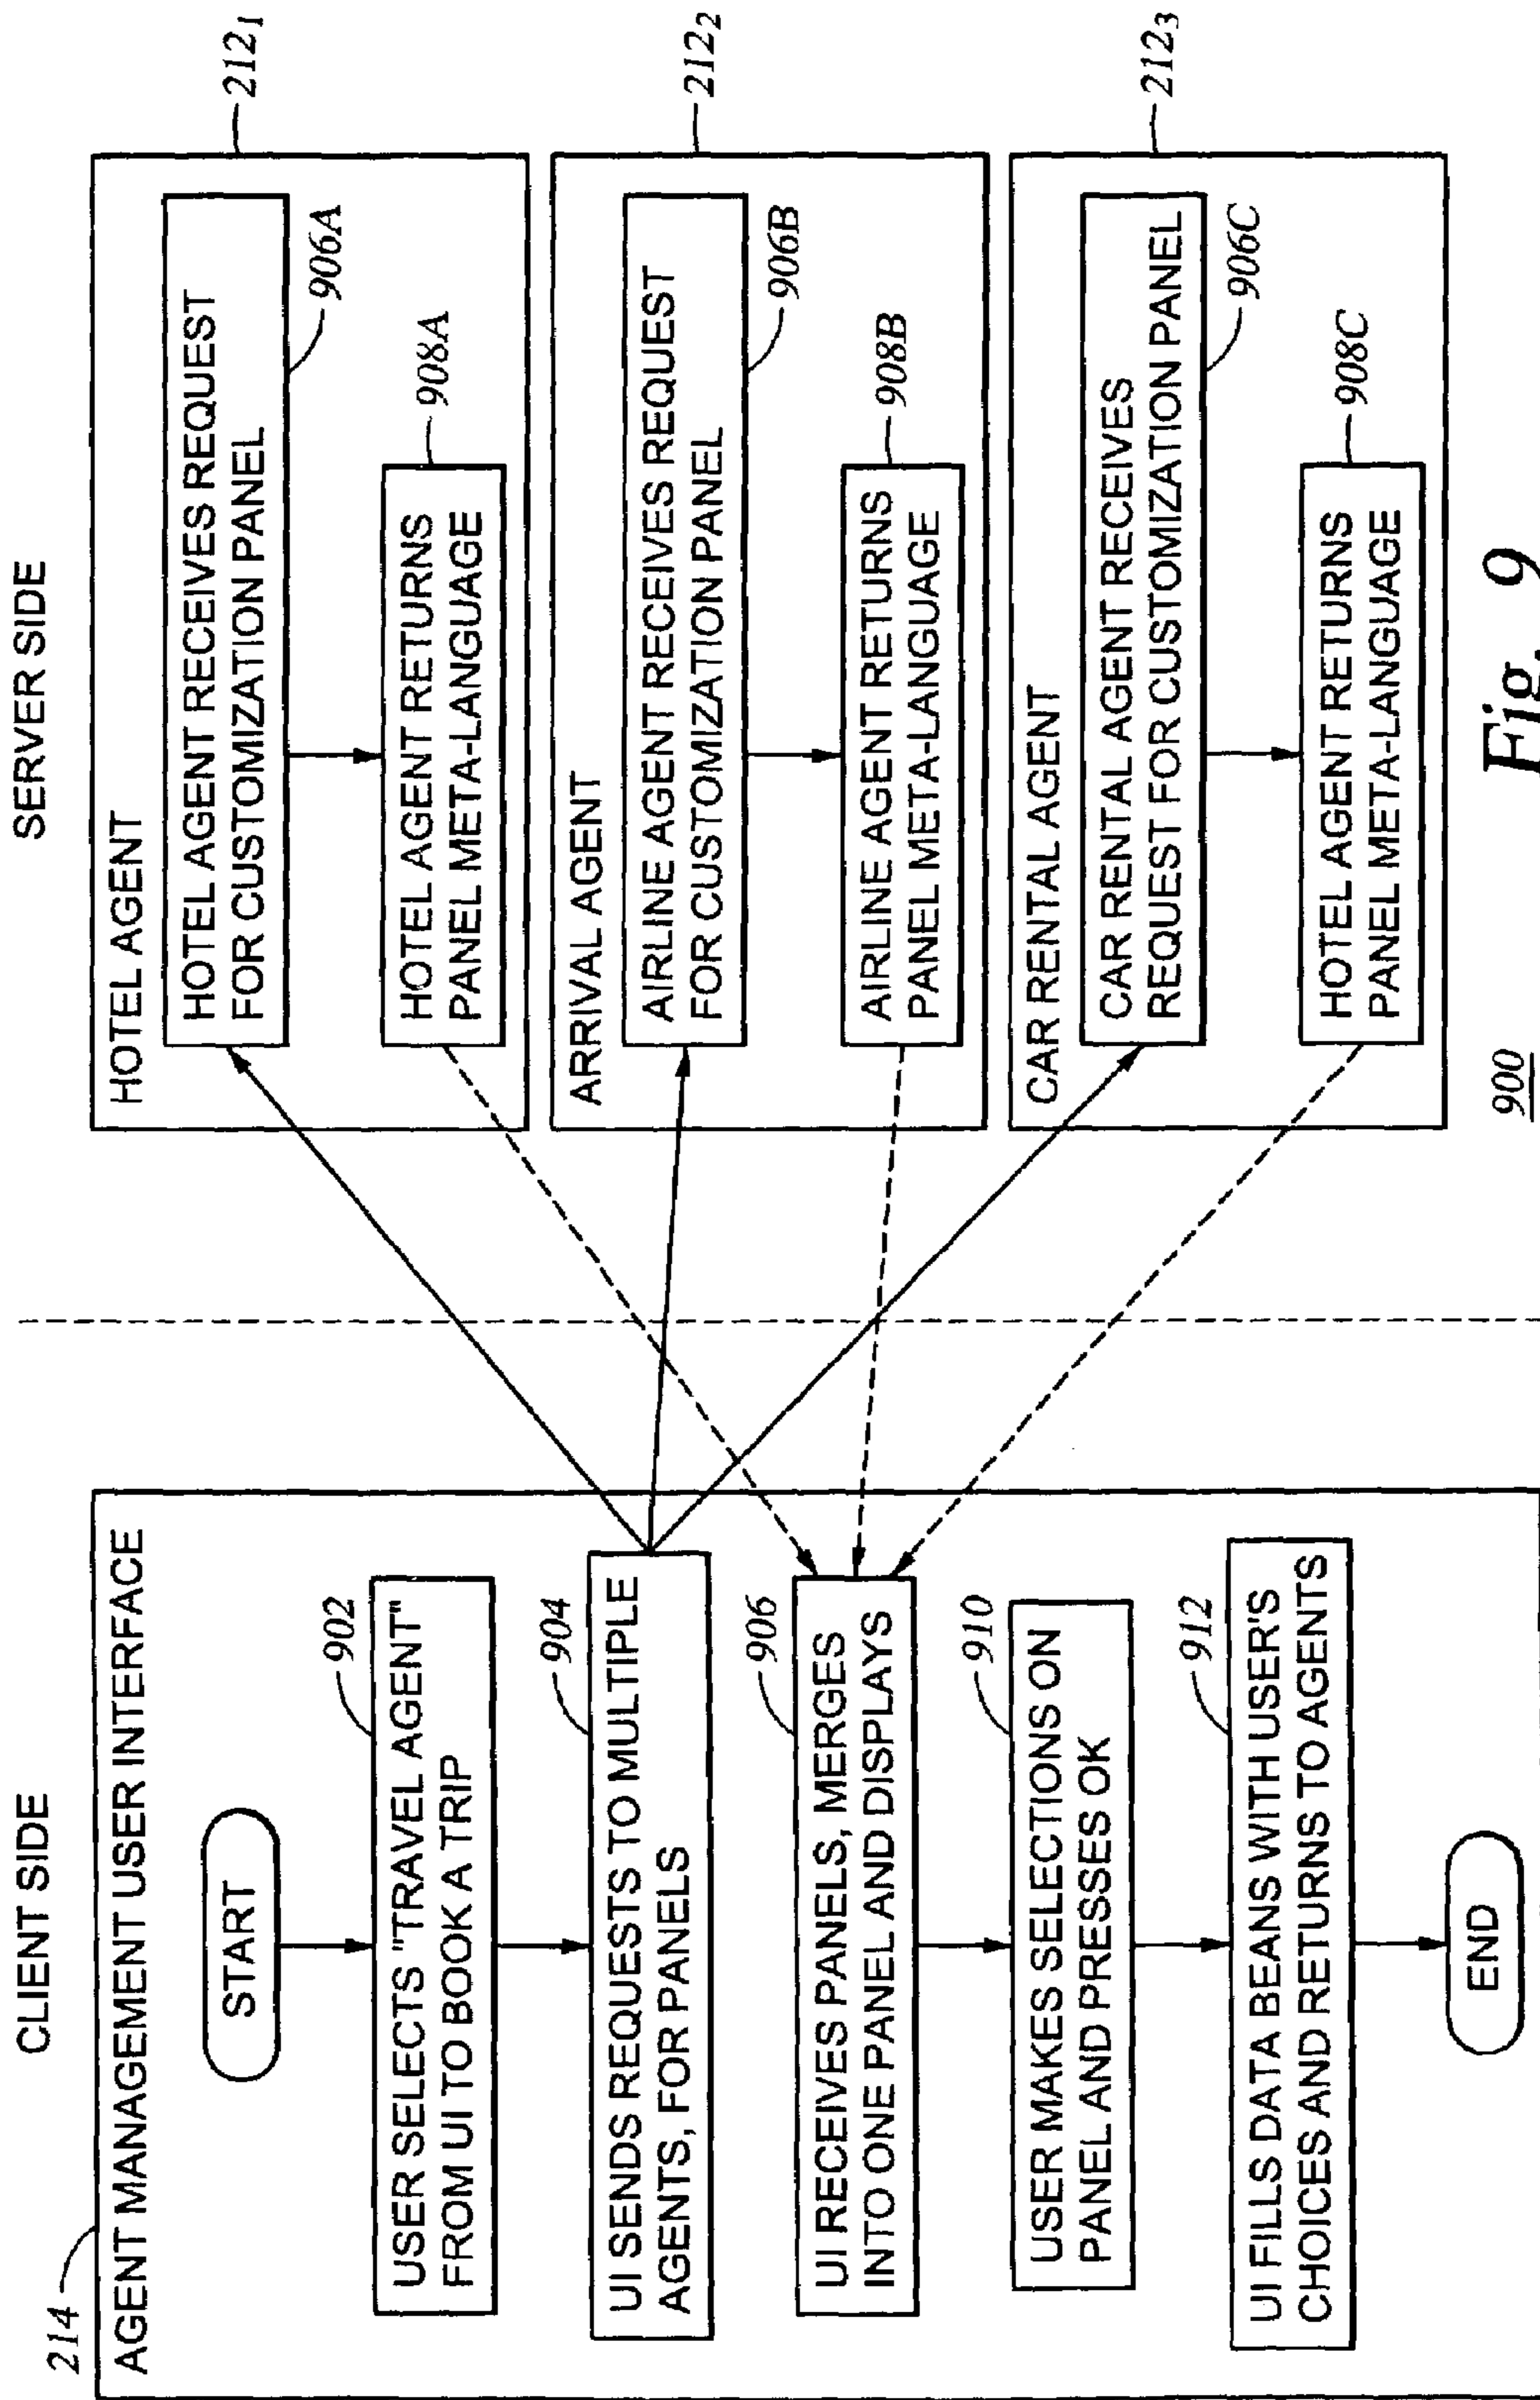 CLIENT SIDE
214
AGENT MANAGEMENT USER INTERFACE
START
902
USER SELECTS "TRAVEL AGENT"
FROM UI TO BOOK A TRIP
904
UI SENDS REQUESTS TO MULTIPLE
AGENTS, FOR PANELS
906
UI RECEIVES PANELS, MERGES
INTO ONE PANEL AND DISPLAYS
910
USER MAKES SELECTIONS ON
PANEL AND PRESSES OK
912
UI FILLS DATA BEANS WITH USER'S
CHOICES AND RETURNS TO AGENTS
END
SERVER SIDE
HOTEL AGENT
212₁
HOTEL AGENT RECEIVES REQUEST
FOR CUSTOMIZATION PANEL
906A
HOTEL AGENT RETURNS
PANEL META-LANGUAGE
908A
ARRIVAL AGENT
212₂
AIRLINE AGENT RECEIVES REQUEST
FOR CUSTOMIZATION PANEL
906B
AIRLINE AGENT RETURNS
PANEL META-LANGUAGE
908B
CAR RENTAL AGENT
212₃
CAR RENTAL AGENT RECEIVES
REQUEST FOR CUSTOMIZATION PANEL
906C
HOTEL AGENT RETURNS
PANEL META-LANGUAGE
908C
900
Fig. 9